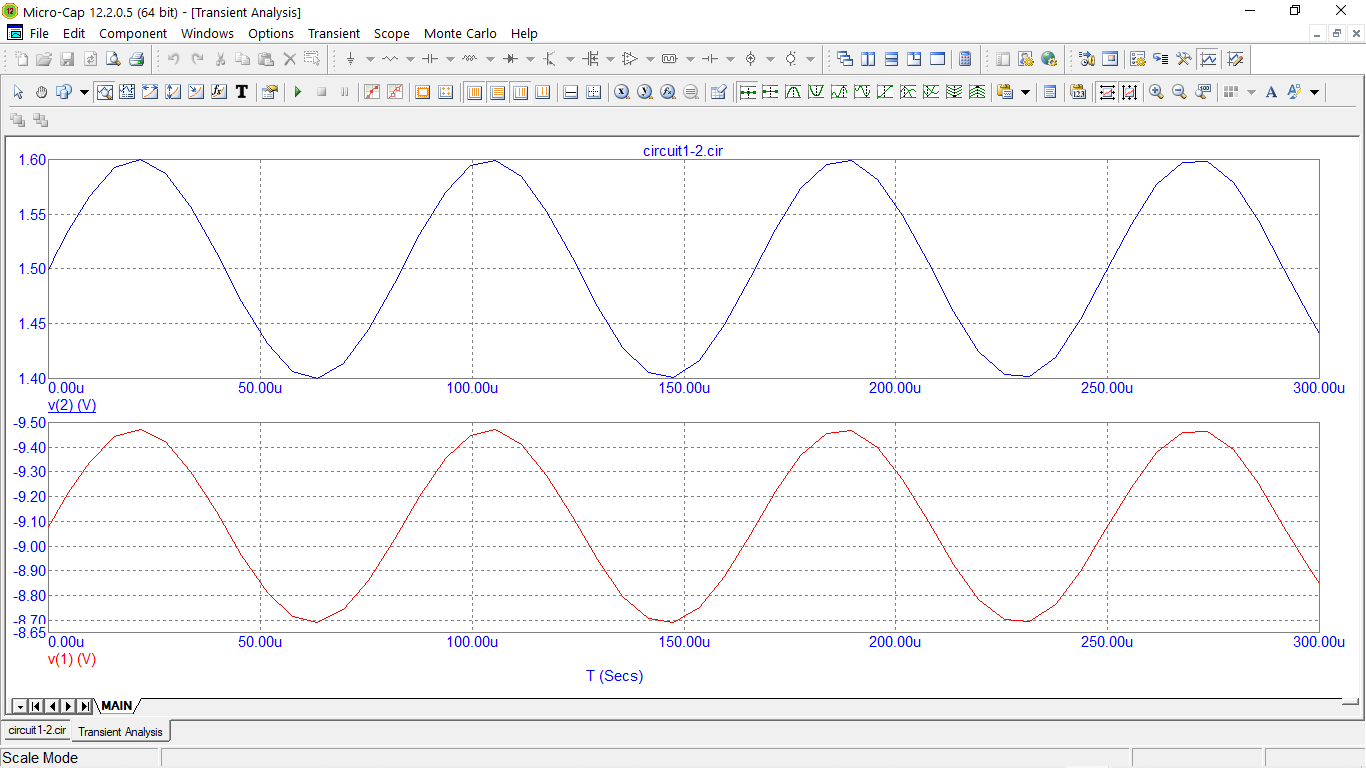 Micro-Cap 12.2.0.5 (64 bit) - [Transient Analysis]
File Edit Component Windows Options Transient Scope Monte Carlo Help
circuit1-2.cir
1.60
1.55
1.50
1.45
1.40
0.00u 50.00u 100.00u 150.00u 200.00u 250.00u 300.00u
v(2) (V)
-9.50
-9.40
-9.30
-9.20
-9.10
-9.00
-8.90
-8.80
-8.70
-8.65
0.00u 50.00u 100.00u 150.00u 200.00u 250.00u 300.00u
v(1) (V)
T (Secs)
MAIN
circuit1-2.cir Transient Analysis
Scale Mode